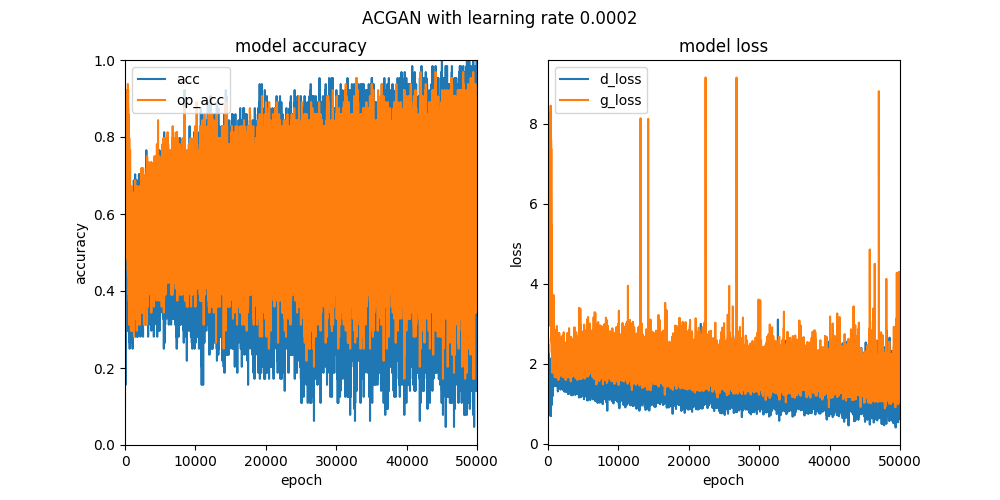 ACGAN with learning rate 0.0002
model accuracy
acc
op_acc
1.0
0.8
0.6
0.4
0.2
0.0
accuracy
0 10000 20000 30000 40000 50000
epoch
model loss
d_loss
g_loss
8
6
4
2
0
loss
0 10000 20000 30000 40000 50000
epoch